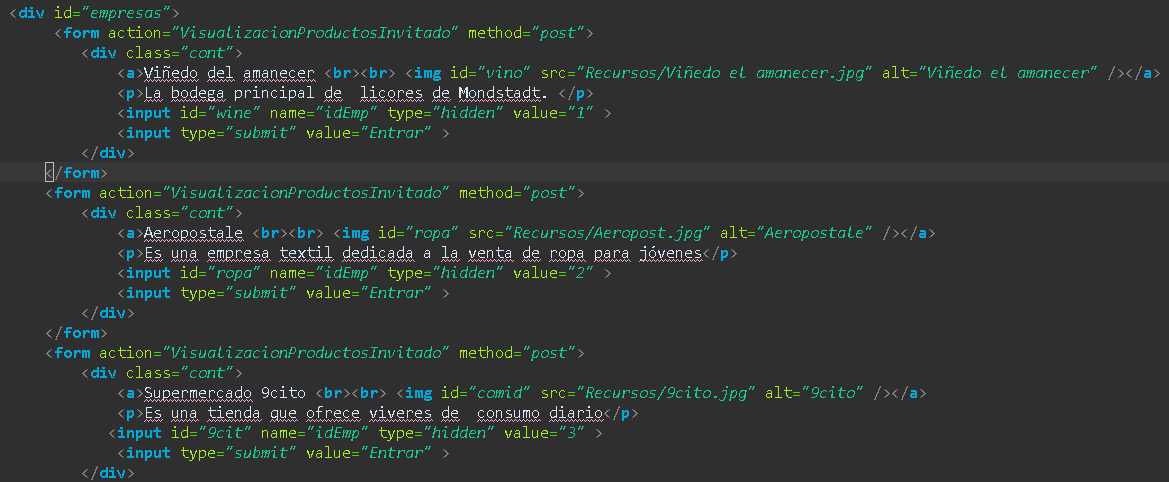 <div id="empresas">
<form action="VisualizacionProductosInvitado" method="post">
<div class="cont">
<a>Viñedo del amanecer <br><br> <img id="vino" src="Recursos/Viñedo el amanecer.jpg" alt="Viñedo el amanecer" /></a>
<p>La bodega principal de  licores de Mondstadt. </p>
<input id="wine" name="idEmp" type="hidden" value="1" >
<input type="submit" value="Entrar" >
</div>
</form>
<form action="VisualizacionProductosInvitado" method="post">
<div class="cont">
<a>Aeropostale <br><br> <img id="ropa" src="Recursos/Aeropost.jpg" alt="Aeropostale" /></a>
<p>Es una empresa textil dedicada a la venta de ropa para jóvenes</p>
<input id="ropa" name="idEmp" type="hidden" value="2" >
<input type="submit" value="Entrar" >
</div>
</form>
<form action="VisualizacionProductosInvitado" method="post">
<div class="cont">
<a>Supermercado 9cito <br><br> <img id="comid" src="Recursos/9cito.jpg" alt="9cito" /></a>
<p>Es una tienda que ofrece viveres de  consumo diario</p>
<input id="9cit" name="idEmp" type="hidden" value="3" >
<input type="submit" value="Entrar" >
</div>